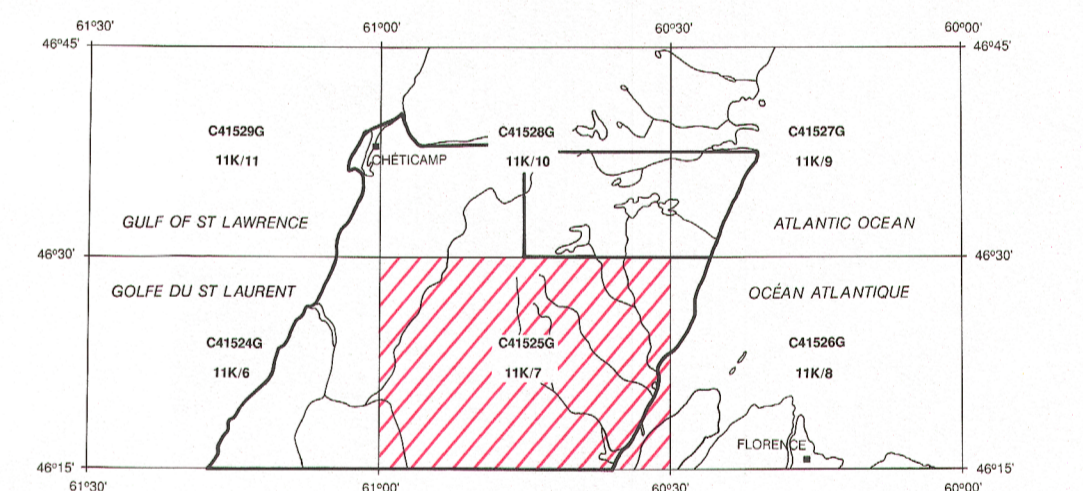 61°30' 61°00' 60°30' 60°00'
46°45' 46°45'
C41529G C41528G C41527G
11K/11 11K/10 11K/9
CHÉTICAMP
GULF OF ST LAWRENCE ATLANTIC OCEAN
46°30' 46°30'
GOLFE DU ST LAURENT OCÉAN ATLANTIQUE
C41524G C41525G C41526G
11K/6 11K/7 11K/8
FLORENCE
46°15' 46°15'
61°30' 61°00' 60°30' 60°00'